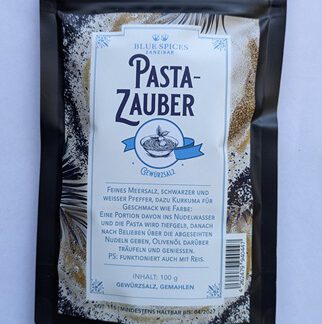 BLUE SPICES
ZANZIBAR
PASTA-
ZAUBER
GEWÜRZSALZ
FEINES MEERSALZ, SCHWARZER UND
WEISSER PFEFFER, DAZU KURKUMA FÜR
GESCHMACK WIE FARBE:
EINE PORTION DAVON INS NUDELWASSER
UND DIE PASTA WIRD TIEFGELB, DANACH
NACH BELIEBEN ÜBER DIE ABGESEIHTEN
NUDELN GEBEN, OLIVENÖL DARÜBER
TRÄUFELN UND GENIESSEN.
PS: FUNKTIONIERT AUCH MIT REIS.
INHALT: 100 g
GEWÜRZSALZ, GEMAHLEN
MINDESTENS HALTBAR BIS: 04/2027